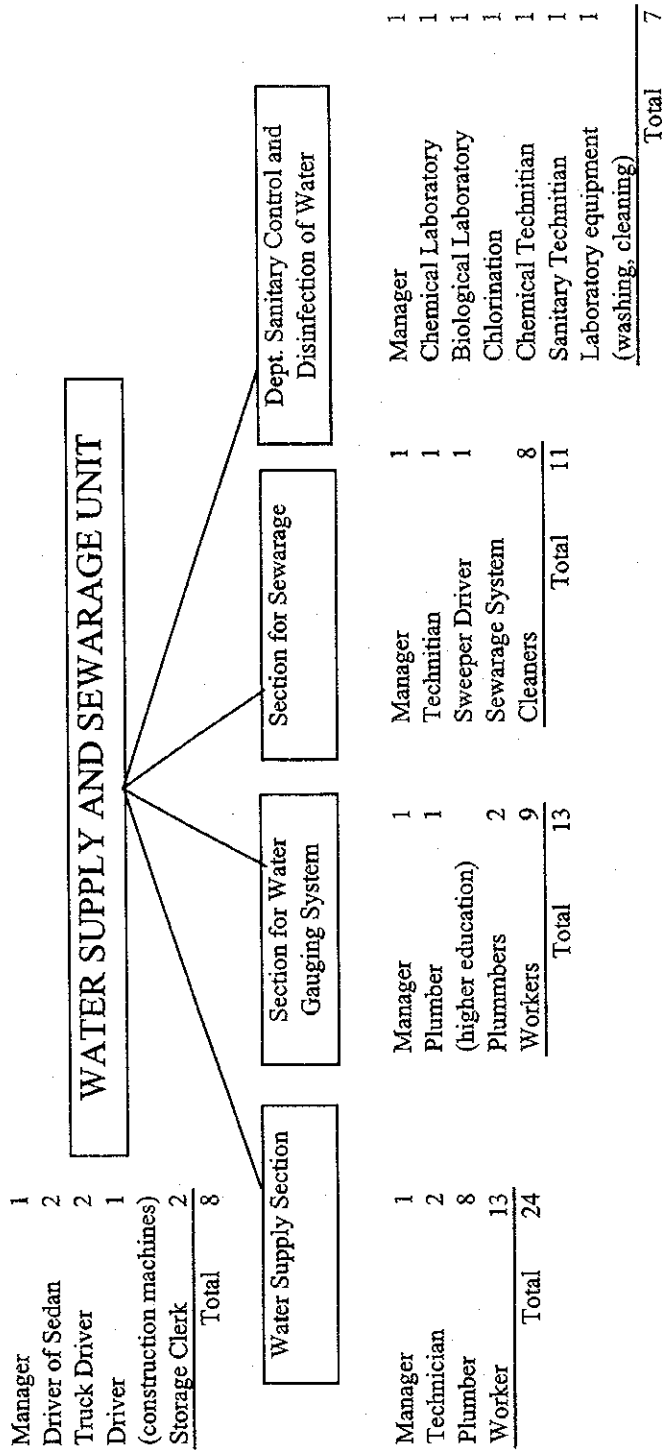 WATER SUPPLY AND SEWARAGE UNIT
Manager 1
Driver of Sedan 2
Truck Driver 2
Driver 1
(construction machines)
Storage Clerk 2
Total 8
Water Supply Section
Manager 1
Technician 2
Plumber 8
Worker 13
Total 24
Section for Water
Gauging System
Manager 1
Plumber 1
(higher education)
Plummbers 2
Workers 9
Total 13
Section for Sewarage
Manager 1
Technitian 1
Sweeper Driver 1
Sewarage System
Cleaners 8
Total 11
Dept. Sanitary Control and
Disinfection of Water
Manager 1
Chemical Laboratory 1
Biological Laboratory 1
Chlorination 1
Chemical Technitian 1
Sanitary Technitian 1
Laboratory equipment 1
(washing, cleaning)
Total 7